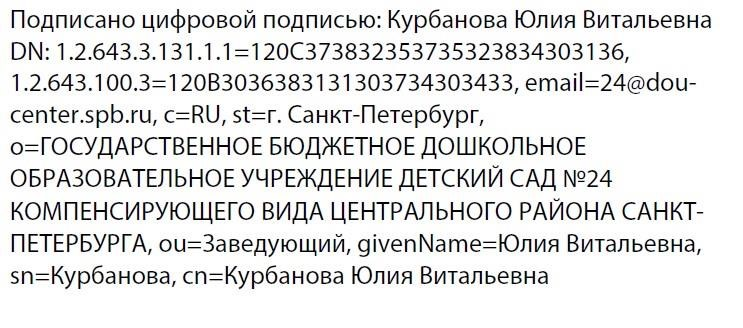 Подписано цифровой подписью: Курбанова Юлия Витальевна
DN: 1.2.643.3.131.1.1=120C373832353735323834303136,
1.2.643.100.3=120B3036383131303734303433, email=24@dou-
center.spb.ru, c=RU, st=г. Санкт-Петербург,
o=ГОСУДАРСТВЕННОЕ БЮДЖЕТНОЕ ДОШКОЛЬНОЕ
ОБРАЗОВАТЕЛЬНОЕ УЧРЕЖДЕНИЕ ДЕТСКИЙ САД №24
КОМПЕНСИРУЮЩЕГО ВИДА ЦЕНТРАЛЬНОГО РАЙОНА САНКТ-
ПЕТЕРБУРГА, ou=Заведующий, givenName=Юлия Витальевна,
sn=Курбанова, cn=Курбанова Юлия Витальевна